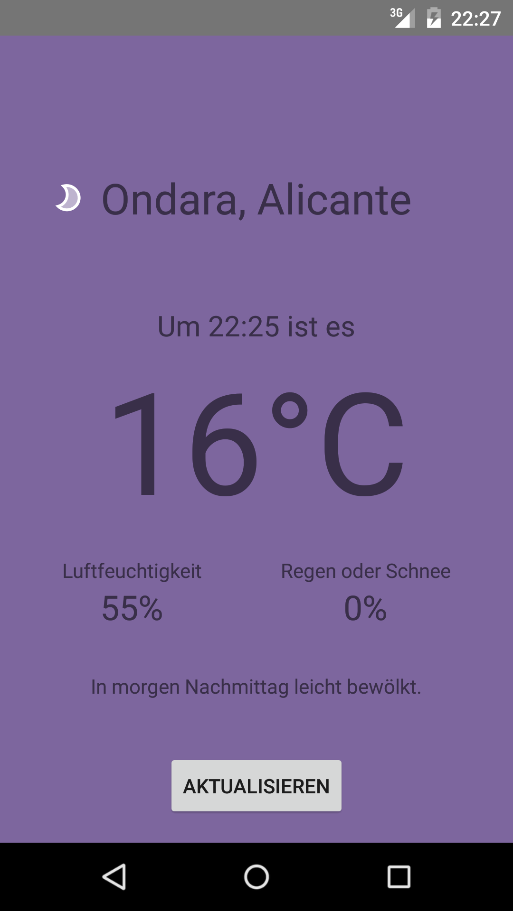 3G 22:27
Ondara, Alicante
Um 22:25 ist es
16°C
Luftfeuchtigkeit Regen oder Schnee
55% 0%
In morgen Nachmittag leicht bewölkt.
AKTUALISIEREN